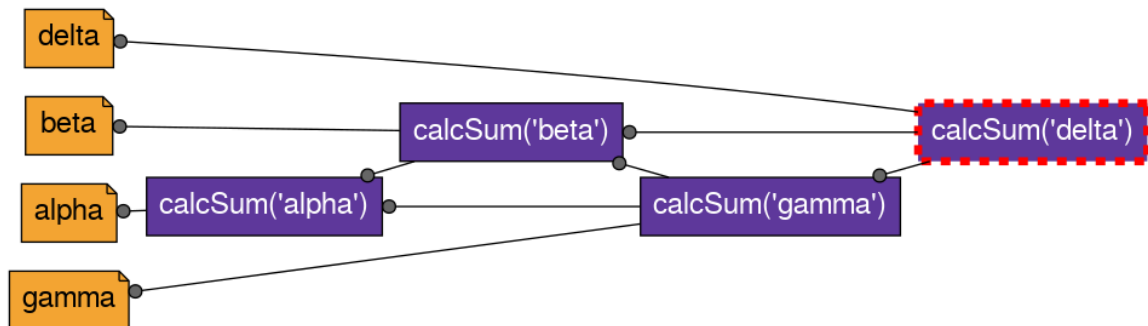 delta
beta
alpha
gamma
calcSum('beta')
calcSum('delta')
calcSum('alpha')
calcSum('gamma')